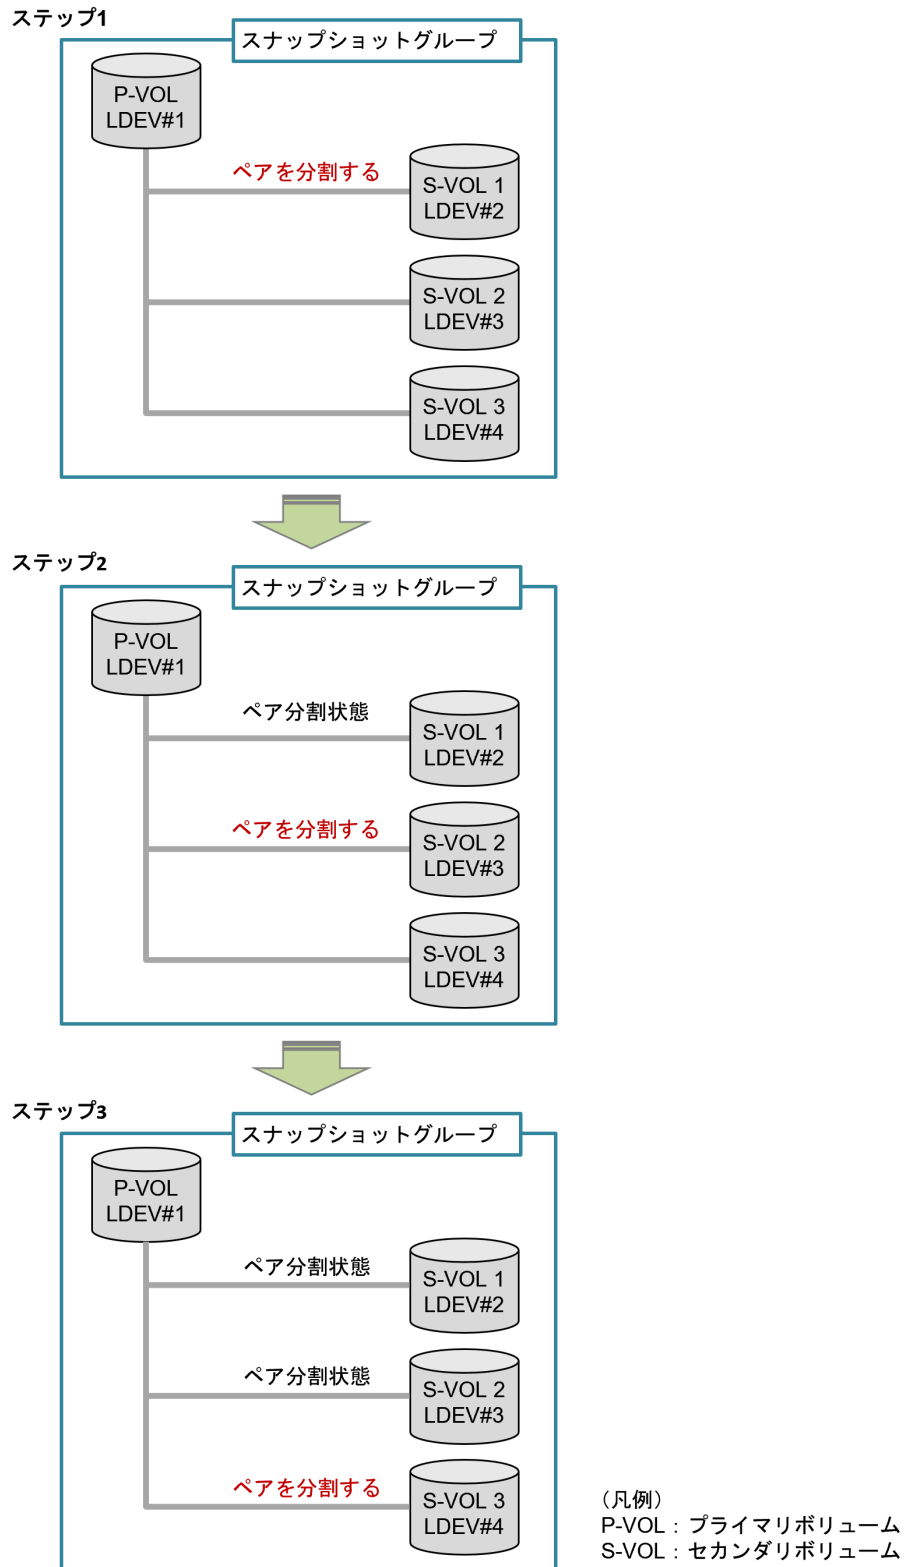 ステップ1
スナップショットグループ
P-VOL
LDEV#1
ペアを分割する
S-VOL 1
LDEV#2
S-VOL 2
LDEV#3
S-VOL 3
LDEV#4
ステップ2
スナップショットグループ
P-VOL
LDEV#1
ペア分割状態
S-VOL 1
LDEV#2
ペアを分割する
S-VOL 2
LDEV#3
S-VOL 3
LDEV#4
ステップ3
スナップショットグループ
P-VOL
LDEV#1
ペア分割状態
S-VOL 1
LDEV#2
ペア分割状態
S-VOL 2
LDEV#3
ペアを分割する
S-VOL 3
LDEV#4
（凡例）
P-VOL：プライマリボリューム
S-VOL：セカンダリボリューム